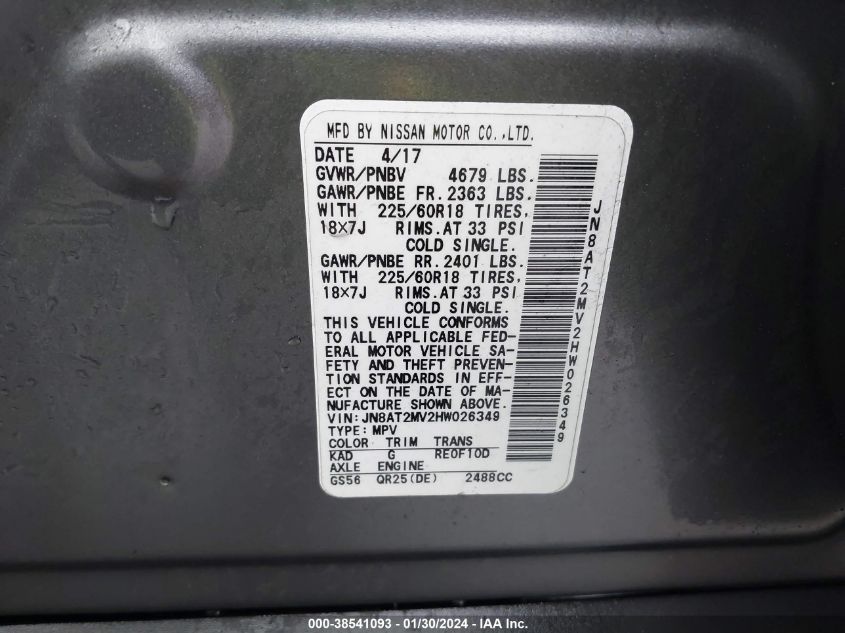 MFD BY NISSAN MOTOR CO.,LTD.
DATE 4/17
GVWR/PNBV 4679 LBS.
GAWR/PNBE FR.2363 LBS.
WITH 225/60R18 TIRES,
18×7J RIMS.AT 33 PSI
COLD SINGLE.
GAWR/PNBE RR.2401 LBS.
WITH 225/60R18 TIRES,
18×7J RIMS.AT 33 PSI
COLD SINGLE.
THIS VEHICLE CONFORMS
TO ALL APPLICABLE FED-
ERAL MOTOR VEHICLE SA-
FETY AND THEFT PREVEN-
TION STANDARDS IN EFF-
ECT ON THE DATE OF MA-
NUFACTURE SHOWN ABOVE.
VIN:JN8AT2MV2HW026349
TYPE:MPV
COLOR TRIM TRANS
KAD G RE0F10D
AXLE ENGINE
GS56 QR25(DE) 2488CC
JN8AT2MV2HW026349
000-38541093 - 01/30/2024 - IAA Inc.